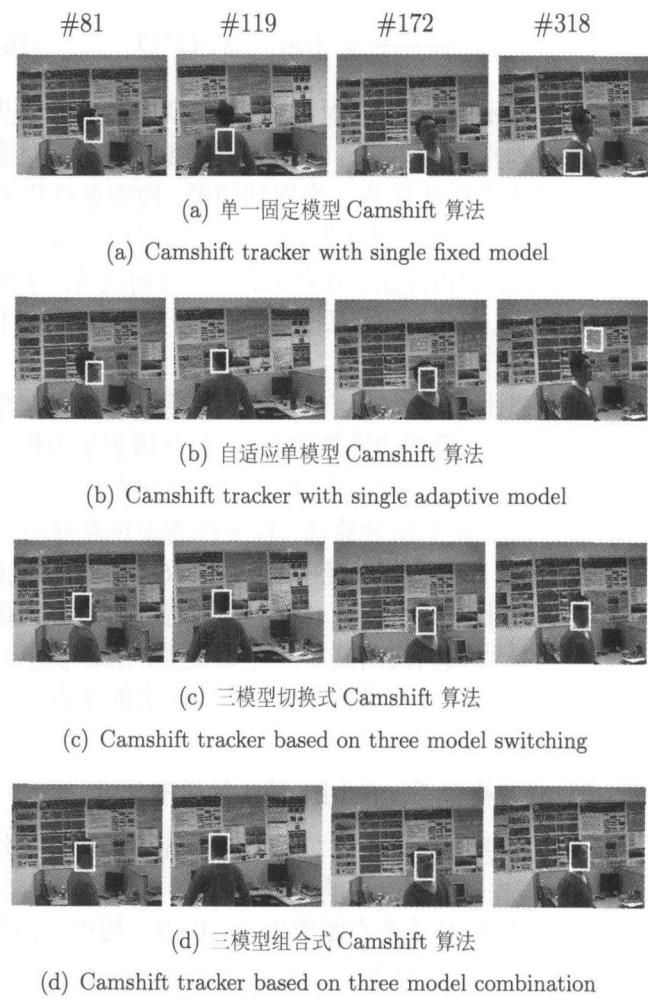 #81 #119 #172 #318
(a) 单一固定模型 Camshift 算法
(a) Camshift tracker with single fixed model
(b) 自适应单模型 Camshift 算法
(b) Camshift tracker with single adaptive model
(c) 三模型切换式 Camshift 算法
(c) Camshift tracker based on three model switching
(d) 三模型组合式 Camshift 算法
(d) Camshift tracker based on three model combination